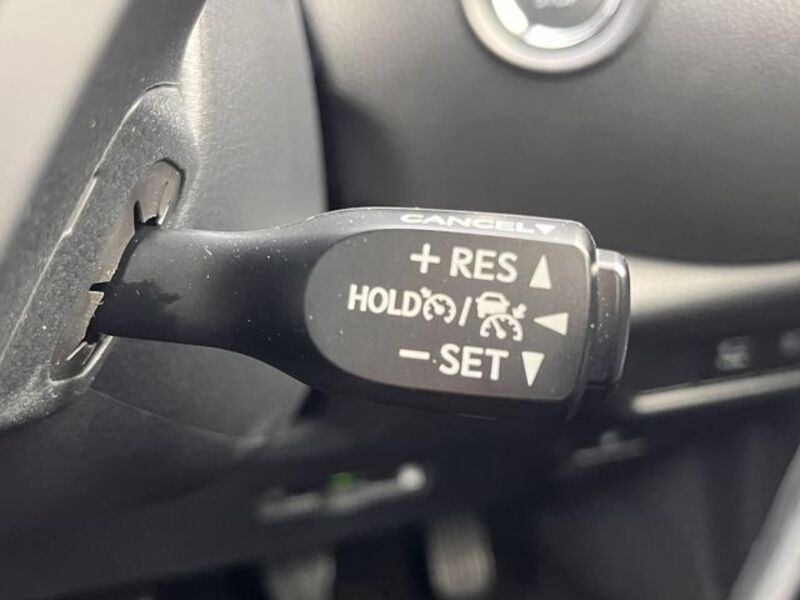 CANCEL▼
+ RES ▲
HOLD / ◀
− SET ▼